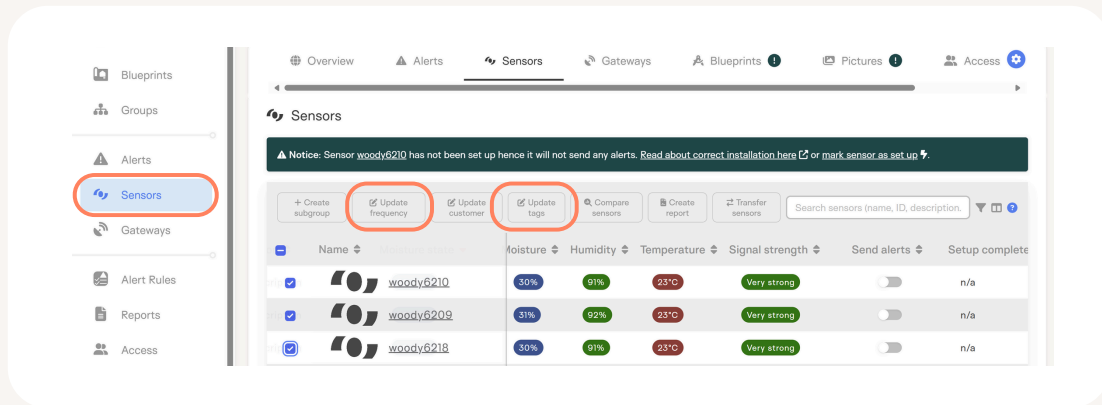 Blueprints
Groups
Alerts
Sensors
Gateways
Alert Rules
Reports
Access
Overview Alerts Sensors Gateways Blueprints ! Pictures ! Access
Sensors
Notice: Sensor woody6210 has not been set up hence it will not send any alerts. Read about correct installation here or mark sensor as set up .
+ Create subgroup
Update frequency
Update customer
Update tags
Compare sensors
Create report
Transfer sensors
Search sensors (name, ID, description.
?
Name Moisture Humidity Temperature Signal strength Send alerts Setup complete
woody6210 30% 91% 23°C Very strong n/a
woody6209 31% 92% 23°C Very strong n/a
woody6218 30% 91% 23°C Very strong n/a